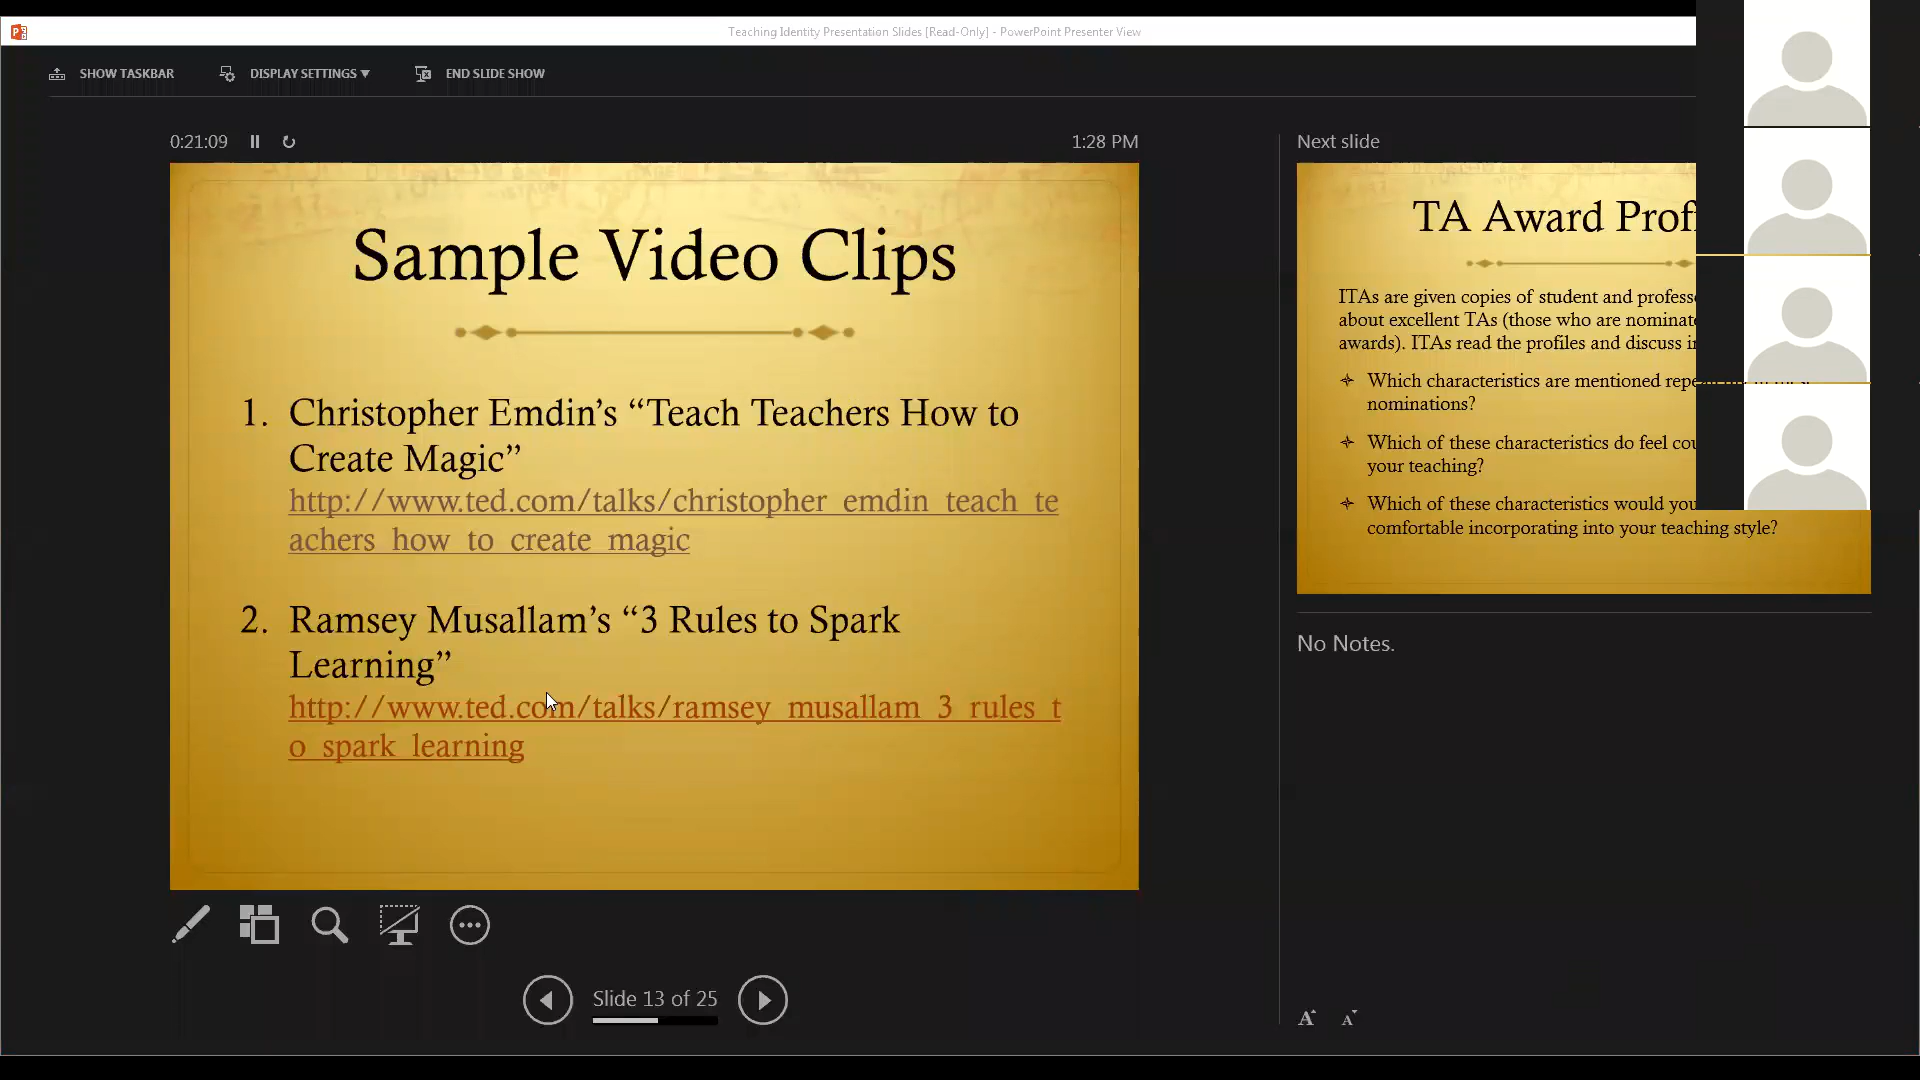 Teaching Identity Presentation Slides [Read-Only] - PowerPoint Presenter View
SHOW TASKBAR
DISPLAY SETTINGS
END SLIDE SHOW
0:21:09
1:28 PM
Sample Video Clips
1. Christopher Emdin’s “Teach Teachers How to
Create Magic”
http://www.ted.com/talks/christopher_emdin_teach_te
achers_how_to_create_magic
2. Ramsey Musallam’s “3 Rules to Spark
Learning”
http://www.ted.com/talks/ramsey_musallam_3_rules_t
o_spark_learning
Slide 13 of 25
Next slide
TA Award
ITAs are given copies of student and
about excellent TAs (those who are
awards). ITAs read the profiles and discuss
Which characteristics are mentioned
nominations?
Which of these characteristics do feel
your teaching?
Which of these characteristics would you
comfortable incorporating into your teaching style?
No Notes.
A A